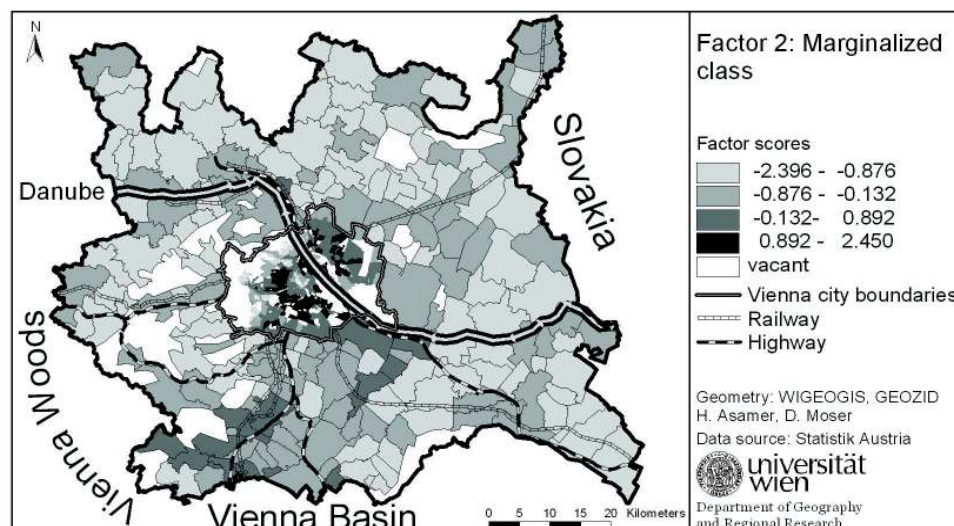 N
Danube
Slovakia
Vienna Woods
Vienna Basin
0 5 10 15 20 Kilometers
Factor 2: Marginalized
class
Factor scores
-2.396 - -0.876
-0.876 - -0.132
-0.132- 0.892
0.892 - 2.450
vacant
Vienna city boundaries
Railway
Highway
Geometry: WIGEOGIS, GEOZID
H. Asamer, D. Moser
Data source: Statistik Austria
universität
wien
Department of Geography
and Regional Research